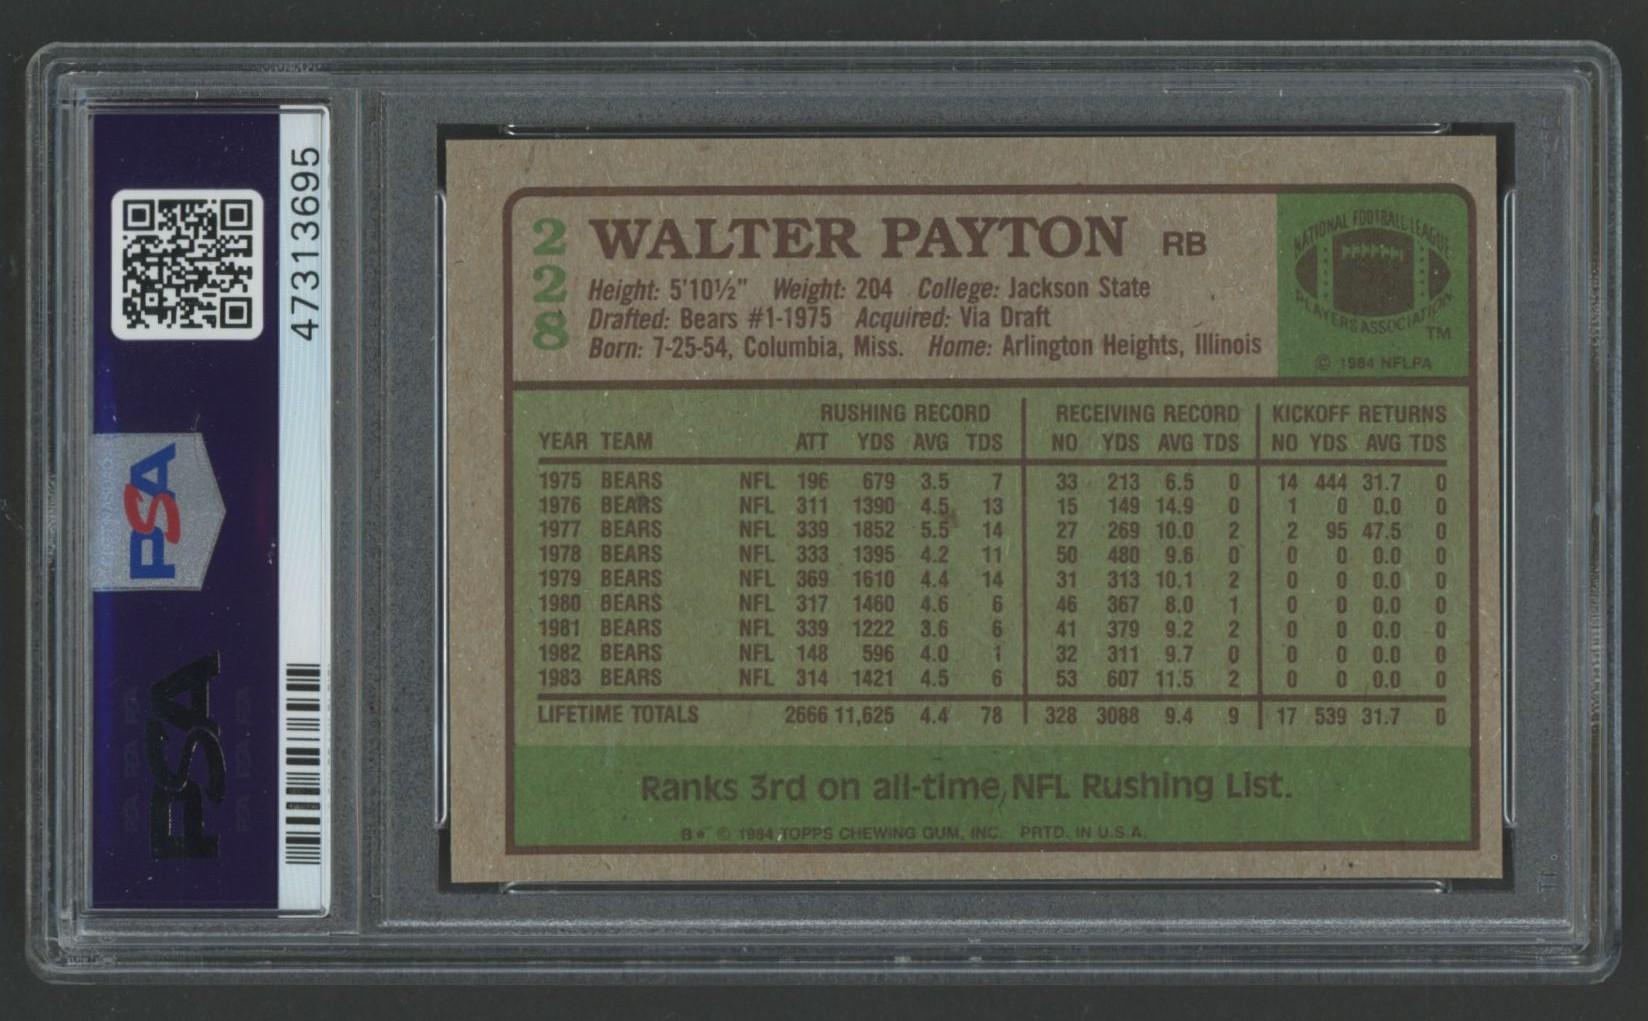 47313695
PSA
PSA
228
WALTER PAYTON RB
Height: 5'10½" Weight: 204 College: Jackson State
Drafted: Bears #1-1975 Acquired: Via Draft
Born: 7-25-54, Columbia, Miss. Home: Arlington Heights, Illinois
NATIONAL FOOTBALL LEAGUE
PLAYERS ASSOCIATION
TM
© 1984 NFLPA
RUSHING RECORD RECEIVING RECORD KICKOFF RETURNS
YEAR TEAM ATT YDS AVG TDS NO YDS AVG TDS NO YDS AVG TDS
1975 BEARS NFL 196 679 3.5 7 33 213 6.5 0 14 444 31.7 0
1976 BEARS NFL 311 1390 4.5 13 15 149 14.9 0 1 0 0.0 0
1977 BEARS NFL 339 1852 5.5 14 27 269 10.0 2 2 95 47.5 0
1978 BEARS NFL 333 1395 4.2 11 50 480 9.6 0 0 0 0.0 0
1979 BEARS NFL 369 1610 4.4 14 31 313 10.1 2 0 0 0.0 0
1980 BEARS NFL 317 1460 4.6 6 46 367 8.0 1 0 0 0.0 0
1981 BEARS NFL 339 1222 3.6 6 41 379 9.2 2 0 0 0.0 0
1982 BEARS NFL 148 596 4.0 1 32 311 9.7 0 0 0 0.0 0
1983 BEARS NFL 314 1421 4.5 6 53 607 11.5 2 0 0 0.0 0
LIFETIME TOTALS 2666 11,625 4.4 78 328 3088 9.4 9 17 539 31.7 0
Ranks 3rd on all-time NFL Rushing List.
B* © 1984 TOPPS CHEWING GUM, INC. PRTD. IN U.S.A.